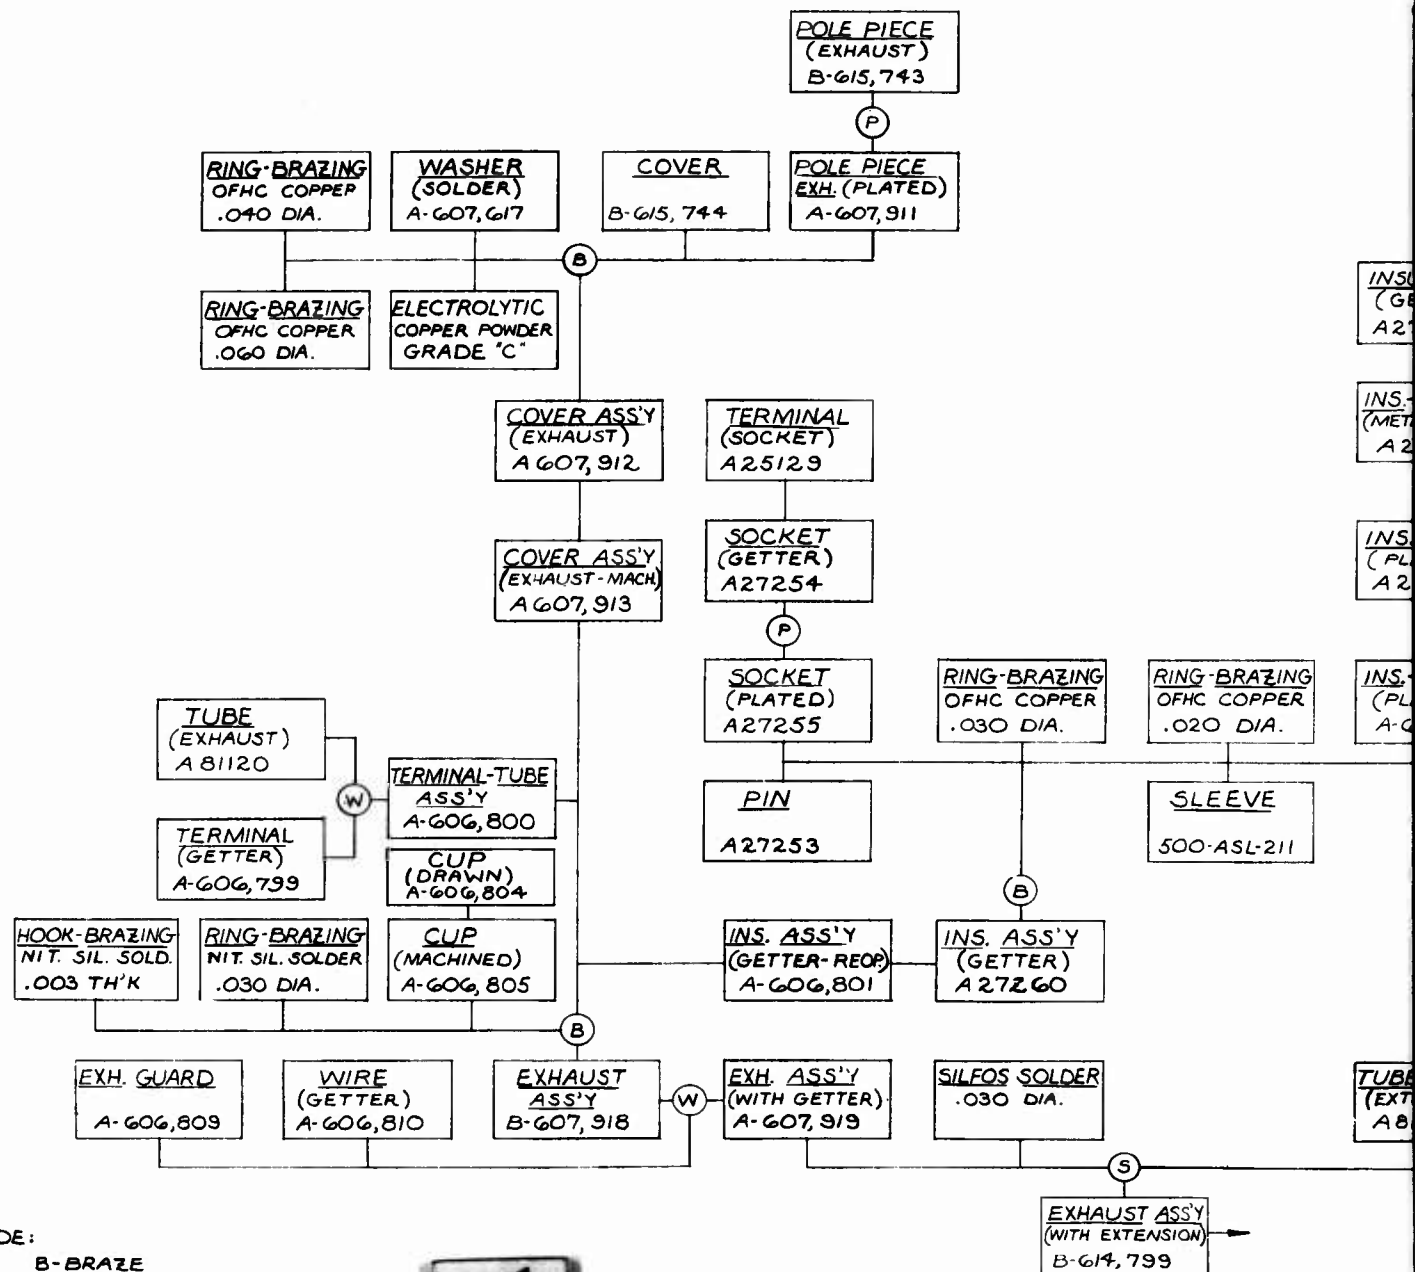 POLE PIECE
(EXHAUST)
B-615,743
P
RING-BRAZING
OFHC COPPER
.040 DIA.
WASHER
(SOLDER)
A-607,617
COVER
B-615,744
POLE PIECE
EXH. (PLATED)
A-607,911
B
RING-BRAZING
OFHC COPPER
.060 DIA.
ELECTROLYTIC
COPPER POWDER
GRADE "C"
COVER ASS'Y
(EXHAUST)
A607,912
TERMINAL
(SOCKET)
A25129
COVER ASS'Y
(EXHAUST-MACH.)
A607,913
SOCKET
(GETTER)
A27254
P
SOCKET
(PLATED)
A27255
RING-BRAZING
OFHC COPPER
.030 DIA.
RING-BRAZING
OFHC COPPER
.020 DIA.
INS.
TUBE
(EXHAUST)
A81120
W
TERMINAL-TUBE
ASS'Y
A-606,800
TERMINAL
(GETTER)
A-606,799
PIN
A27253
SLEEVE
500-ASL-211
CUP
(DRAWN)
A-606,804
B
HOOK-BRAZING
NIT. SIL. SOLD.
.003 TH'K
RING-BRAZING
NIT. SIL. SOLDER
.030 DIA.
CUP
(MACHINED)
A-606,805
INS. ASS'Y
(GETTER-REOP.)
A-606,801
INS. ASS'Y
(GETTER)
A27260
B
EXH. GUARD
A-606,809
WIRE
(GETTER)
A-606,810
EXHAUST
ASS'Y
B-607,918
W
EXH. ASS'Y
(WITH GETTER)
A-607,919
SILFOS SOLDER
.030 DIA.
TUBE
S
EXHAUST ASS'Y
(WITH EXTENSION)
B-614,799
B-BRAZE